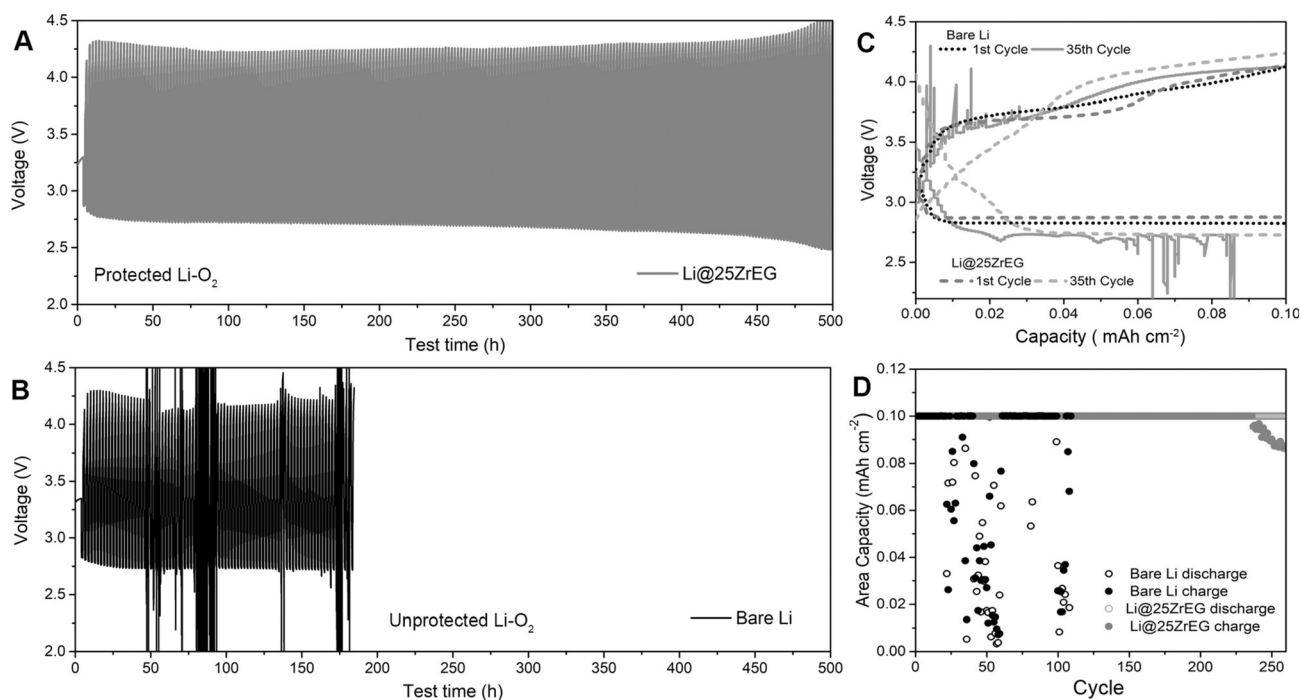 A
Voltage (V)
4.5
4.0
3.5
3.0
2.5
2.0
Protected Li-O₂
Li@25ZrEG
0 50 100 150 200 250 300 350 400 450 500
Test time (h)
B
Voltage (V)
4.5
4.0
3.5
3.0
2.5
2.0
Unprotected Li-O₂
Bare Li
0 50 100 150 200 250 300 350 400 450 500
Test time (h)
C
Voltage (V)
4.5
4.0
3.5
3.0
2.5
Bare Li
1st Cycle 35th Cycle
Li@25ZrEG
1st Cycle 35th Cycle
0.00 0.02 0.04 0.06 0.08 0.10
Capacity ( mAh cm⁻²)
D
Area Capacity (mAh cm⁻²)
0.12
0.10
0.08
0.06
0.04
0.02
0.00
Bare Li discharge
Bare Li charge
Li@25ZrEG discharge
Li@25ZrEG charge
0 50 100 150 200 250
Cycle